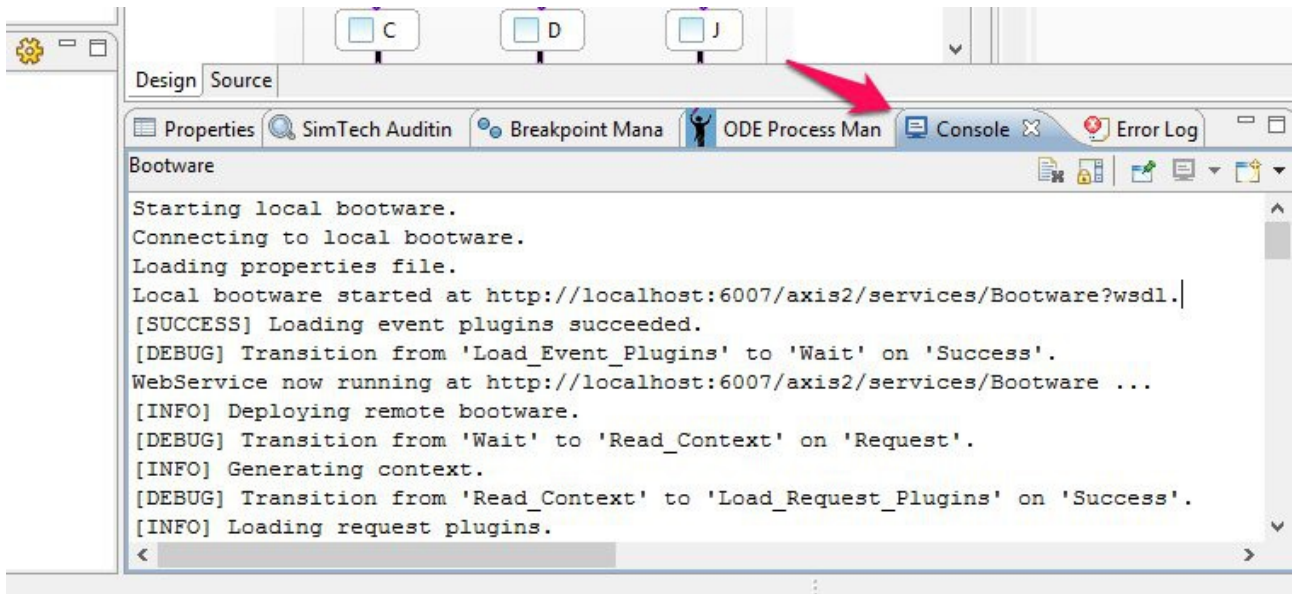 C D J
Design Source
Properties SimTech Auditin Breakpoint Mana ODE Process Man Console Error Log
Bootware
Starting local bootware.
Connecting to local bootware.
Loading properties file.
Local bootware started at http://localhost:6007/axis2/services/Bootware?wsdl.
[SUCCESS] Loading event plugins succeeded.
[DEBUG] Transition from 'Load_Event_Plugins' to 'Wait' on 'Success'.
WebService now running at http://localhost:6007/axis2/services/Bootware ...
[INFO] Deploying remote bootware.
[DEBUG] Transition from 'Wait' to 'Read_Context' on 'Request'.
[INFO] Generating context.
[DEBUG] Transition from 'Read_Context' to 'Load_Request_Plugins' on 'Success'.
[INFO] Loading request plugins.